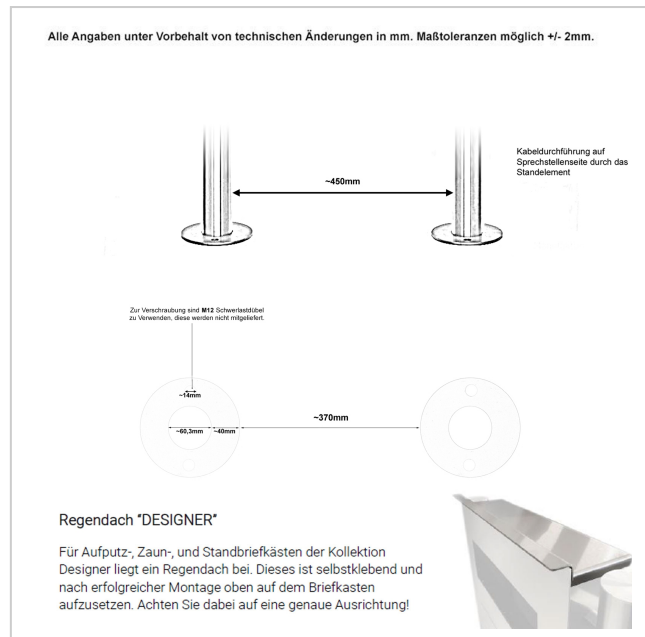 Alle Angaben unter Vorbehalt von technischen Änderungen in mm. Maßtoleranzen möglich +/- 2mm.
Kabeldurchführung auf
Sprechstellenseite durch das
Standelement
~450mm
Zur Verschraubung sind M12 Schwerlastdübel
zu Verwenden, diese werden nicht mitgeliefert.
~14mm
~370mm
~60,3mm
~40mm
Regendach "DESIGNER"
Für Aufputz-, Zaun-, und Standbriefkästen der Kollektion
Designer liegt ein Regendach bei. Dieses ist selbstklebend und
nach erfolgreicher Montage oben auf dem Briefkasten
aufzusetzen. Achten Sie dabei auf eine genaue Ausrichtung!